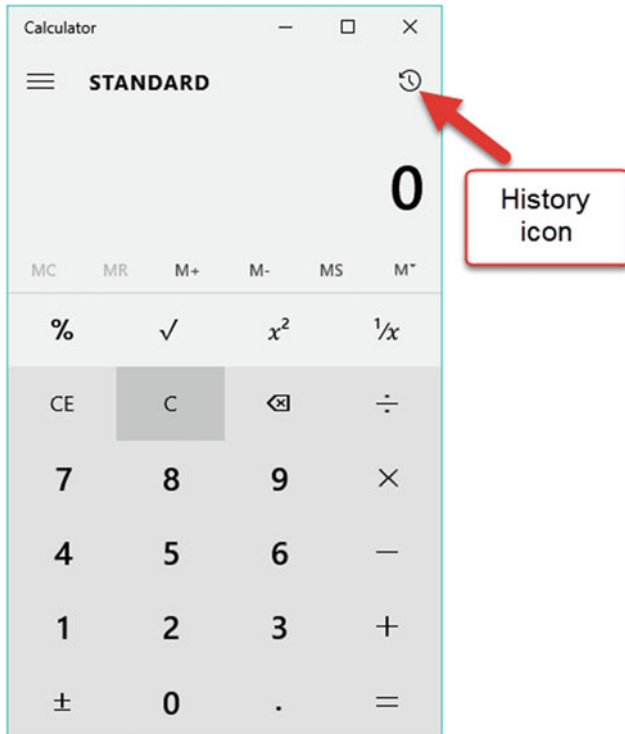 Calculator
STANDARD
0
History
icon
MC MR M+ M- MS M˅
% √ x² ¹/x
CE C ÷
7 8 9 ×
4 5 6 −
1 2 3 +
± 0 . =